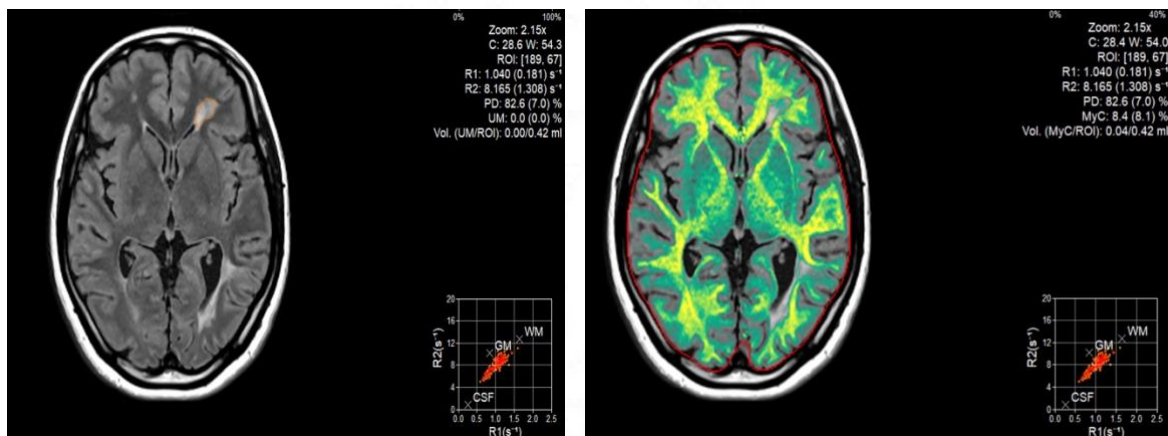 0% 100%
Zoom: 2.15x
C: 28.6 W: 54.3
ROI: [189, 67]
R1: 1.040 (0.181) s⁻¹
R2: 8.165 (1.308) s⁻¹
PD: 82.6 (7.0) %
UM: 0.0 (0.0) %
Vol. (UM/ROI): 0.00/0.42 ml
20
16
12
8
4
0
R2(s⁻¹)
WM
GM
CSF
0.0 0.5 1.0 1.5 2.0 2.5
R1(s⁻¹)
0% 40%
Zoom: 2.15x
C: 28.4 W: 54.0
ROI: [189, 67]
R1: 1.040 (0.181) s⁻¹
R2: 8.165 (1.308) s⁻¹
PD: 82.6 (7.0) %
MyC: 8.4 (8.1) %
Vol. (MyC/ROI): 0.04/0.42 ml
20
16
12
8
4
0
R2(s⁻¹)
WM
GM
CSF
0.0 0.5 1.0 1.5 2.0 2.5
R1(s⁻¹)